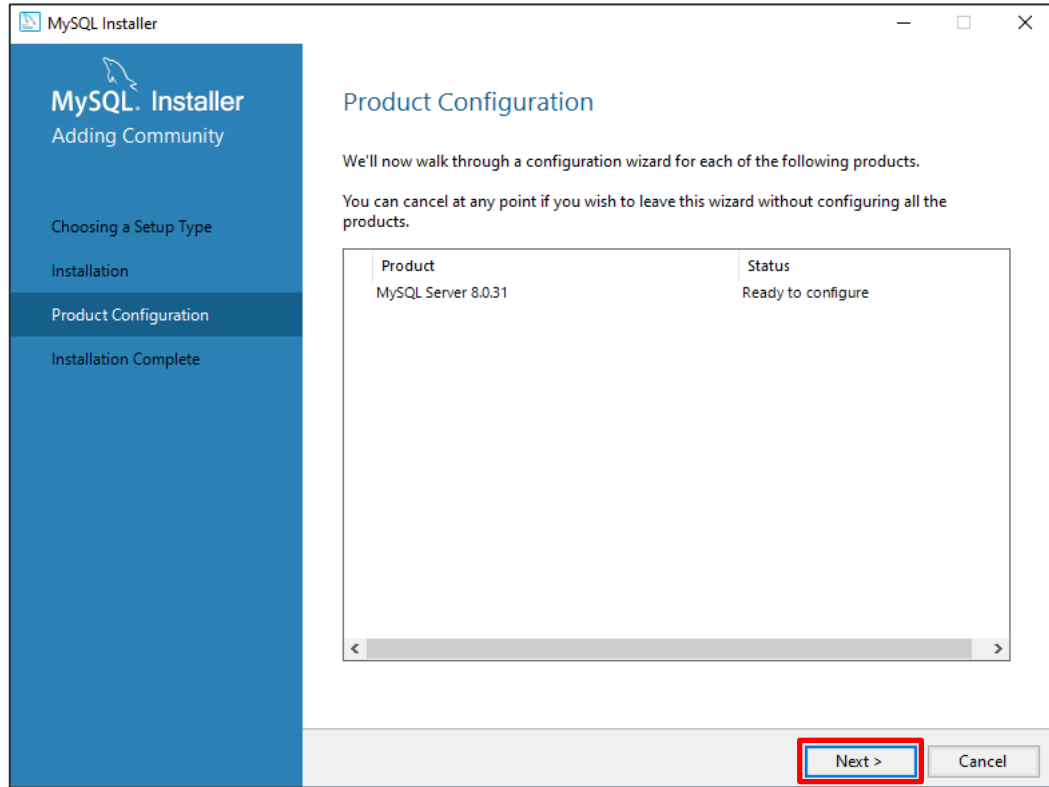 MySQL Installer
MySQL. Installer
Adding Community
Choosing a Setup Type
Installation
Product Configuration
Installation Complete
Product Configuration
We'll now walk through a configuration wizard for each of the following products.
You can cancel at any point if you wish to leave this wizard without configuring all the
products.
Product Status
MySQL Server 8.0.31 Ready to configure
Next > Cancel